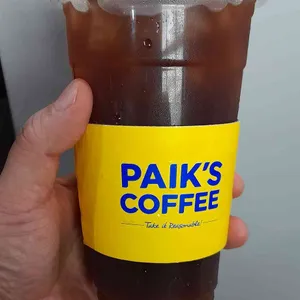 PAIK'S
COFFEE
Take it Reasonable!